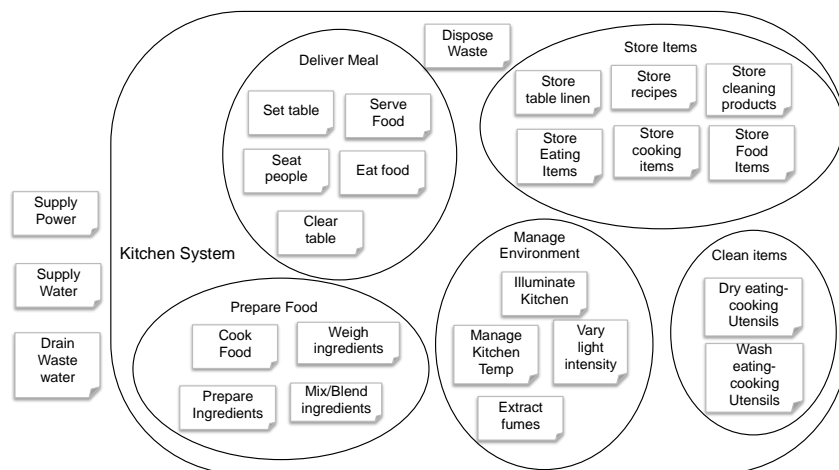 Dispose
Waste
Deliver Meal
Set table
Serve
Food
Seat
people
Eat food
Clear
table
Store Items
Store
table linen
Store
recipes
Store
cleaning
products
Store
Eating
Items
Store
cooking
items
Store
Food
Items
Supply
Power
Supply
Water
Drain
Waste
water
Kitchen System
Prepare Food
Cook
Food
Weigh
ingredients
Prepare
Ingredients
Mix/Blend
ingredients
Manage
Environment
Illuminate
Kitchen
Manage
Kitchen
Temp
Vary
light
intensity
Extract
fumes
Clean items
Dry eating-
cooking
Utensils
Wash
eating-
cooking
Utensils